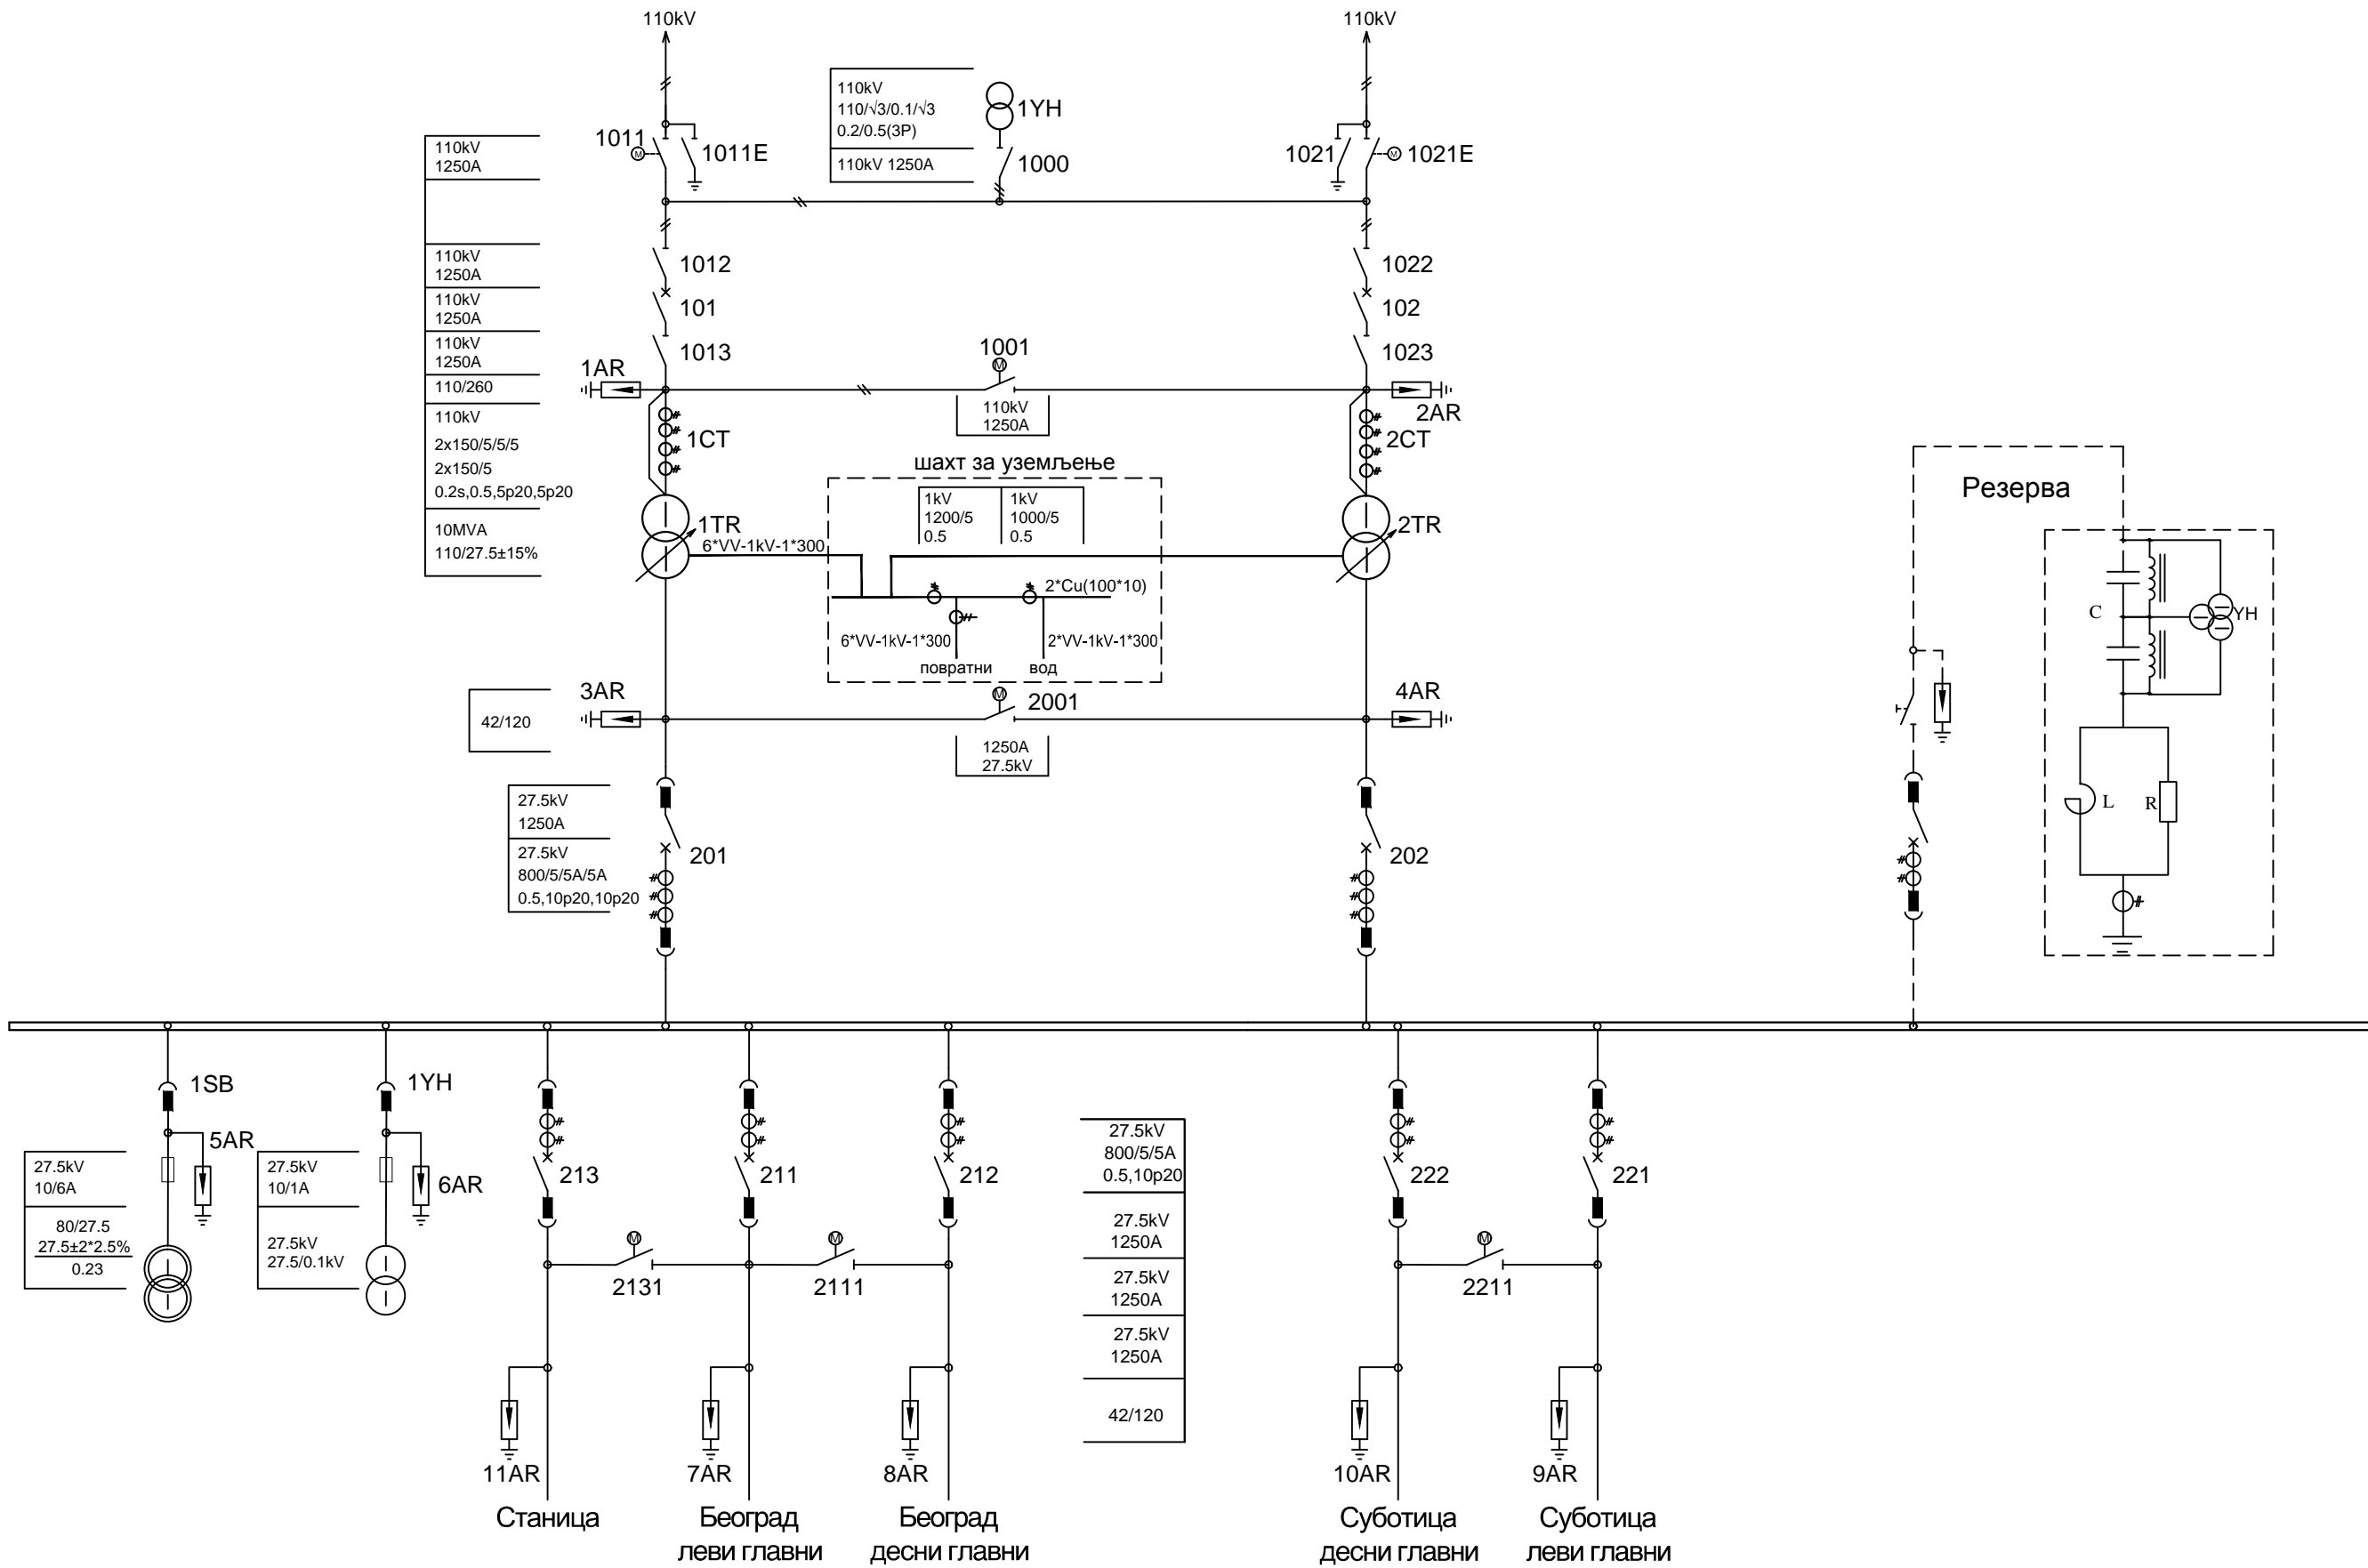 110kV
110kV
110kV
110/√3/0.1/√3
0.2/0.5(3P)
110kV 1250A
1YH
1000
1011
M
1011E
1021
M
1021E
110kV
1250A
110kV
1250A
110kV
1250A
110kV
1250A
110/260
110kV
2x150/5/5/5
2x150/5
0.2s,0.5,5p20,5p20
10MVA
110/27.5±15%
1012
101
1013
1022
102
1023
1AR
1001
M
110kV
1250A
2AR
1CT
2CT
шахт за уземљење
1kV
1200/5
0.5
1kV
1000/5
0.5
1TR
6*VV-1kV-1*300
2TR
2*Cu(100*10)
6*VV-1kV-1*300
2*VV-1kV-1*300
повратни
вод
Резерва
C
YH
L
R
42/120
3AR
M
2001
1250A
27.5kV
4AR
27.5kV
1250A
27.5kV
800/5/5A/5A
0.5,10p20,10p20
201
202
1SB
5AR
27.5kV
10/6A
80/27.5
27.5±2*2.5%
0.23
1YH
6AR
27.5kV
10/1A
27.5kV
27.5/0.1kV
213
211
212
M
2131
M
2111
27.5kV
800/5/5A
0.5,10p20
27.5kV
1250A
27.5kV
1250A
27.5kV
1250A
42/120
222
221
M
2211
11AR
7AR
8AR
10AR
9AR
Станица
Београд
леви главни
Београд
десни главни
Суботица
десни главни
Суботица
леви главни